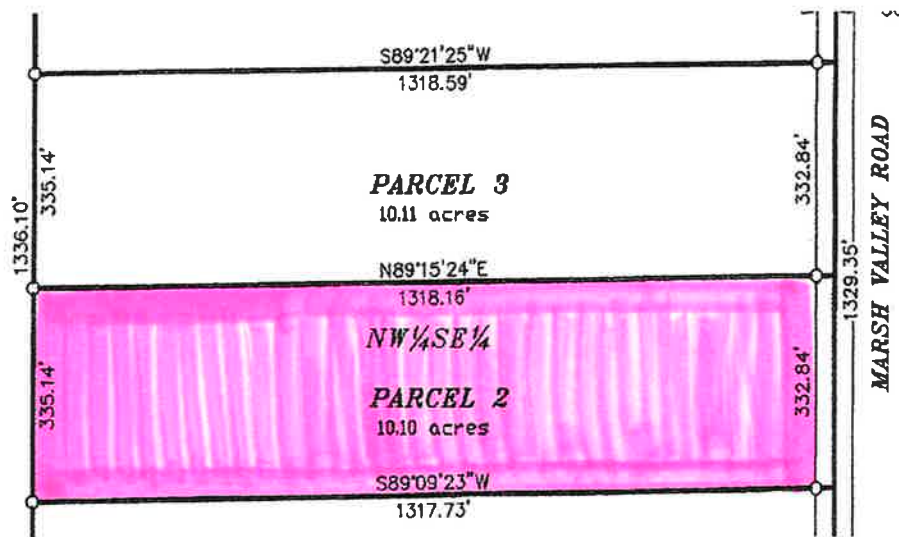 S89°21'25"W
1318.59'
335.14'
332.84'
PARCEL 3
10.11 acres
1336.10'
N89°15'24"E
1318.16'
1329.35'
MARSH VALLEY ROAD
NW¼SE¼
335.14'
332.84'
PARCEL 2
10.10 acres
S89°09'23"W
1317.73'